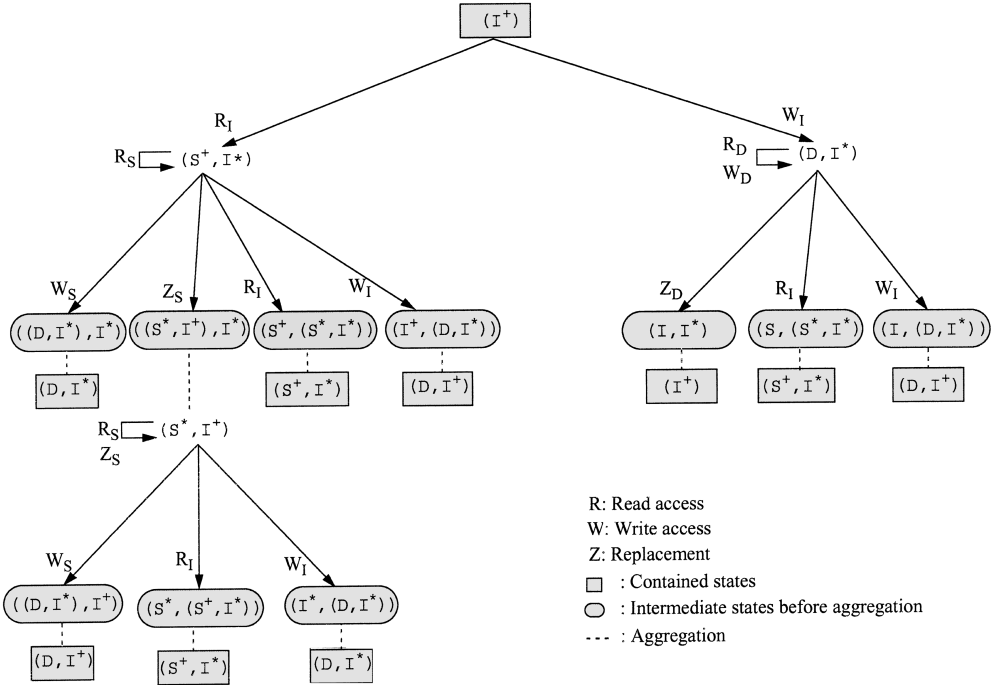 (I⁺)
R_I
W_I
R_S (S⁺,I*)
R_D (D,I*)
W_D
W_S Z_S R_I W_I
Z_D R_I W_I
((D,I*),I*) ((S*,I⁺),I*) (S⁺,(S*,I*)) (I⁺,(D,I*))
(I,I*) (S,(S*,I*) (I,(D,I*))
(D,I*) (S⁺,I*) (D,I⁺)
(I⁺) (S⁺,I*) (D,I⁺)
R_S (S*,I⁺)
Z_S
W_S R_I W_I
((D,I*),I⁺) (S*,(S⁺,I*)) (I*,(D,I*))
(D,I⁺) (S⁺,I*) (D,I*)
R: Read access
W: Write access
Z: Replacement
: Contained states
: Intermediate states before aggregation
: Aggregation